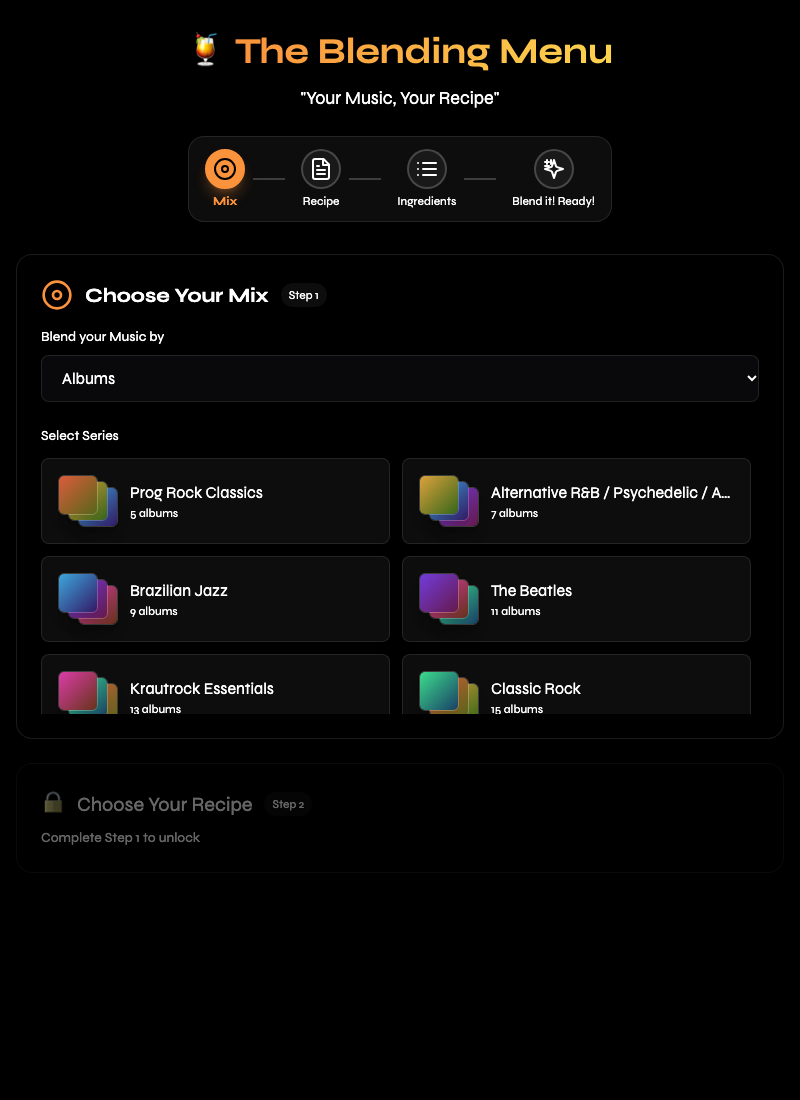 The Blending Menu
"Your Music, Your Recipe"
Mix
Recipe
Ingredients
Blend it! Ready!
Choose Your Mix
Step 1
Blend your Music by
Albums
Select Series
Prog Rock Classics
5 albums
Alternative R&B / Psychedelic / A...
7 albums
Brazilian Jazz
9 albums
The Beatles
11 albums
Krautrock Essentials
13 albums
Classic Rock
15 albums
Choose Your Recipe
Step 2
Complete Step 1 to unlock